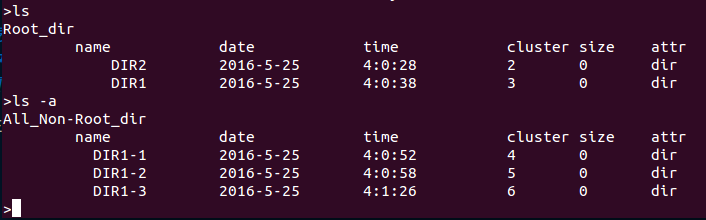 >ls
Root_dir
name date time cluster size attr
DIR2 2016-5-25 4:0:28 2 0 dir
DIR1 2016-5-25 4:0:38 3 0 dir
>ls -a
All_Non-Root_dir
name date time cluster size attr
DIR1-1 2016-5-25 4:0:52 4 0 dir
DIR1-2 2016-5-25 4:0:58 5 0 dir
DIR1-3 2016-5-25 4:1:26 6 0 dir
>